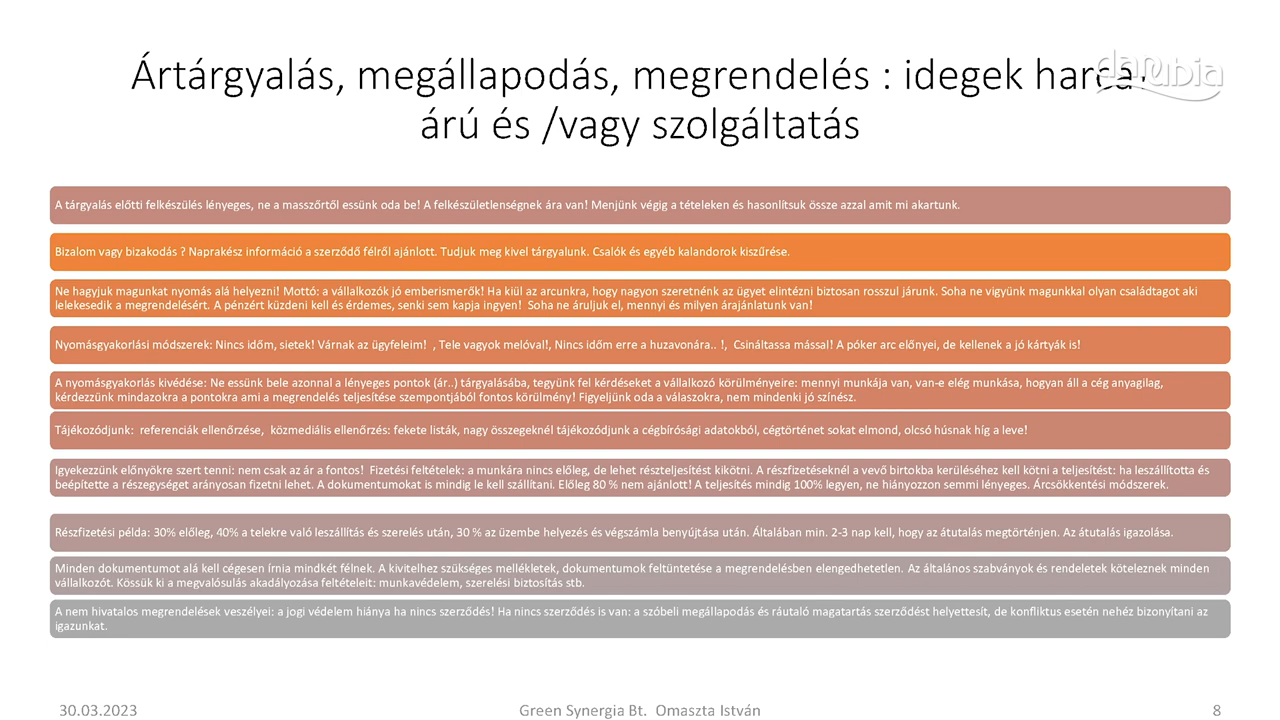 Ártárgyalás, megállapodás, megrendelés : idegek harca.
danubia
árú és /vagy szolgáltatás
A tárgyalás előtti felkészülés lényeges, ne a masszőrtől essünk oda be! A felkészületlenségnek ára van! Menjünk végig a tételeken és hasonlítsuk össze azzal amit mi akartunk.
Bizalom vagy bizakodás ? Naprakész információ a szerződő félről ajánlott. Tudjuk meg kivel tárgyalunk. Csalók és egyéb kalandorok kiszűrése.
Ne hagyjuk magunkat nyomás alá helyezni! Mottó: a vállalkozók jó emberismerők! Ha kiül az arcunkra, hogy nagyon szeretnénk az ügyet elintézni biztosan rosszul járunk. Soha ne vigyünk magunkkal olyan családtagot aki
lelekesedik a megrendelésért. A pénzért küzdeni kell és érdemes, senki sem kapja ingyen! Soha ne áruljuk el, mennyi és milyen árajánlatunk van!
Nyomásgyakorlási módszerek: Nincs időm, sietek! Várnak az ügyfeleim! , Tele vagyok melóval!, Nincs időm erre a huzavonára.. !, Csináltassa mással! A póker arc előnyei, de kellenek a jó kártyák is!
A nyomásgyakorlás kivédése: Ne essünk bele azonnal a lényeges pontok (ár..) tárgyalásába, tegyünk fel kérdéseket a vállalkozó körülményeire: mennyi munkája van, van-e elég munkása, hogyan áll a cég anyagilag,
kérdezzünk mindazokra a pontokra ami a megrendelés teljesítése szempontjából fontos körülmény! Figyeljünk oda a válaszokra, nem mindenki jó színész.
Tájékozódjunk: referenciák ellenőrzése, közmediális ellenőrzés: fekete listák, nagy összegeknél tájékozódjunk a cégbírósági adatokból, cégtörténet sokat elmond, olcsó húsnak híg a leve!
Igyekezzünk előnyökre szert tenni: nem csak az ár a fontos! Fizetési feltételek: a munkára nincs előleg, de lehet részteljesítést kikötni. A részfizetéseknél a vevő birtokba kerüléséhez kell kötni a teljesítést: ha leszállította és
beépítette a részegységet arányosan fizetni lehet. A dokumentumokat is mindig le kell szállítani. Előleg 80 % nem ajánlott! A teljesítés mindig 100% legyen, ne hiányozzon semmi lényeges. Árcsökkentési módszerek.
Részfizetési példa: 30% előleg, 40% a telekre való leszállítás és szerelés után, 30 % az üzembe helyezés és végszámla benyújtása után. Általában min. 2-3 nap kell, hogy az átutalás megtörténjen. Az átutalás igazolása.
Minden dokumentumot alá kell cégesen írnia mindkét félnek. A kivitelhez szükséges mellékletek, dokumentumok feltüntetése a megrendelésben elengedhetetlen. Az általános szabványok és rendeletek köteleznek minden
vállalkozót. Kössük ki a megvalósulás akadályozása feltételeit: munkavédelem, szerelési biztosítás stb.
A nem hivatalos megrendelések veszélyei: a jogi védelem hiánya ha nincs szerződés! Ha nincs szerződés is van: a szóbeli megállapodás és ráutaló magatartás szerződést helyettesít, de konfliktus esetén nehéz bizonyítani az
igazunkat.
30.03.2023
Green Synergia Bt. Omaszta István
8